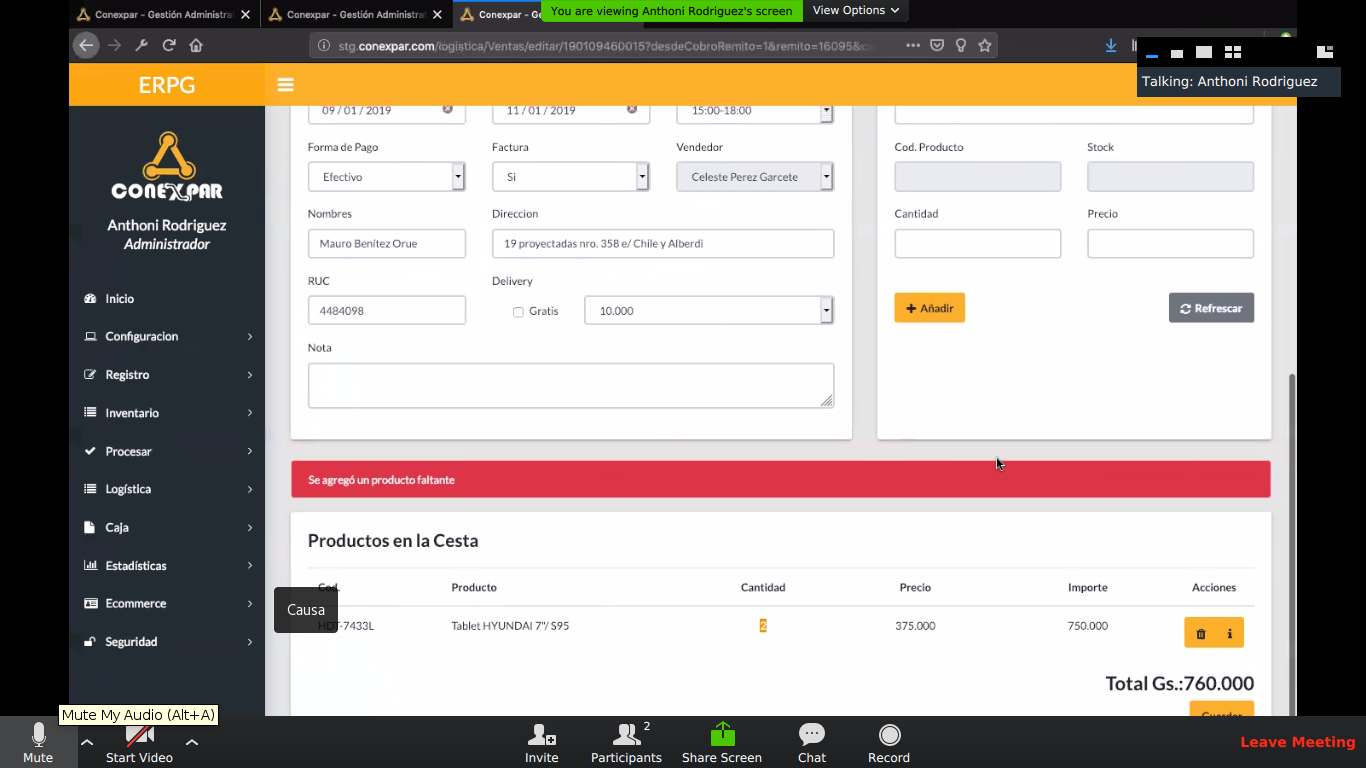 Conexpar - Gestión Administra
Conexpar - Gestión Administra
Conexpar - Ge
You are viewing Anthoni Rodriguez's screen
View Options
stg.conexpar.com/logistica/Ventas/editar/190109460015?desdeCobroRemito=1&remito=16095&
Talking: Anthoni Rodriguez
ERPG
CONEXPAR
Anthoni Rodriguez
Administrador
Inicio
Configuracion
Registro
Inventario
Procesar
Logística
Caja
Estadísticas
Ecommerce
Seguridad
09/01/2019
11/01/2019
15:00-18:00
Forma de Pago
Factura
Vendedor
Efectivo
Si
Celeste Perez Garcete
Nombres
Direccion
Mauro Benítez Orue
19 proyectadas nro. 358 e/ Chile y Alberdi
RUC
Delivery
4484098
Gratis
10.000
Nota
Cod. Producto
Stock
Cantidad
Precio
Añadir
Refrescar
Se agregó un producto faltante
Productos en la Cesta
Cod.
Producto
Cantidad
Precio
Importe
Acciones
Causa
HDT-7433L
Tablet HYUNDAI 7"/ S95
2
375.000
750.000
Total Gs.:760.000
Guardar
Mute My Audio (Alt+A)
Mute
Start Video
Invite
Participants
2
Share Screen
Chat
Record
Leave Meeting